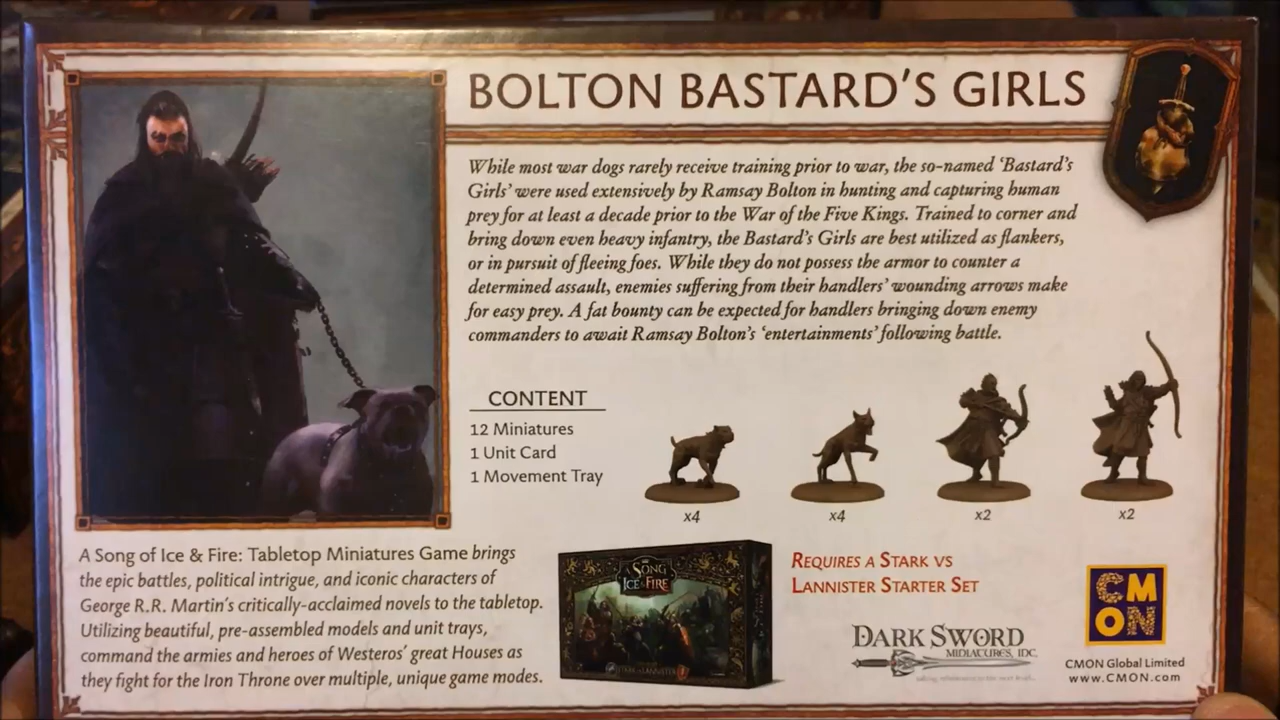 BOLTON BASTARD'S GIRLS
While most war dogs rarely receive training prior to war, the so-named 'Bastard's
Girls' were used extensively by Ramsay Bolton in hunting and capturing human
prey for at least a decade prior to the War of the Five Kings. Trained to corner and
bring down even heavy infantry, the Bastard's Girls are best utilized as flankers,
or in pursuit of fleeing foes. While they do not possess the armor to counter a
determined assault, enemies suffering from their handlers' wounding arrows make
for easy prey. A fat bounty can be expected for handlers bringing down enemy
commanders to await Ramsay Bolton's 'entertainments' following battle.
CONTENT
12 Miniatures
1 Unit Card
1 Movement Tray
x4
x4
x2
x2
A Song of Ice & Fire: Tabletop Miniatures Game brings
the epic battles, political intrigue, and iconic characters of
George R.R. Martin's critically-acclaimed novels to the tabletop.
Utilizing beautiful, pre-assembled models and unit trays,
command the armies and heroes of Westeros' great Houses as
they fight for the Iron Throne over multiple, unique game modes.
A SONG
OF ICE & FIRE
STARK VS LANNISTER
REQUIRES A STARK VS
LANNISTER STARTER SET
DARK SWORD
MINIATURES, INC.
CM
ON
CMON Global Limited
www.CMON.com